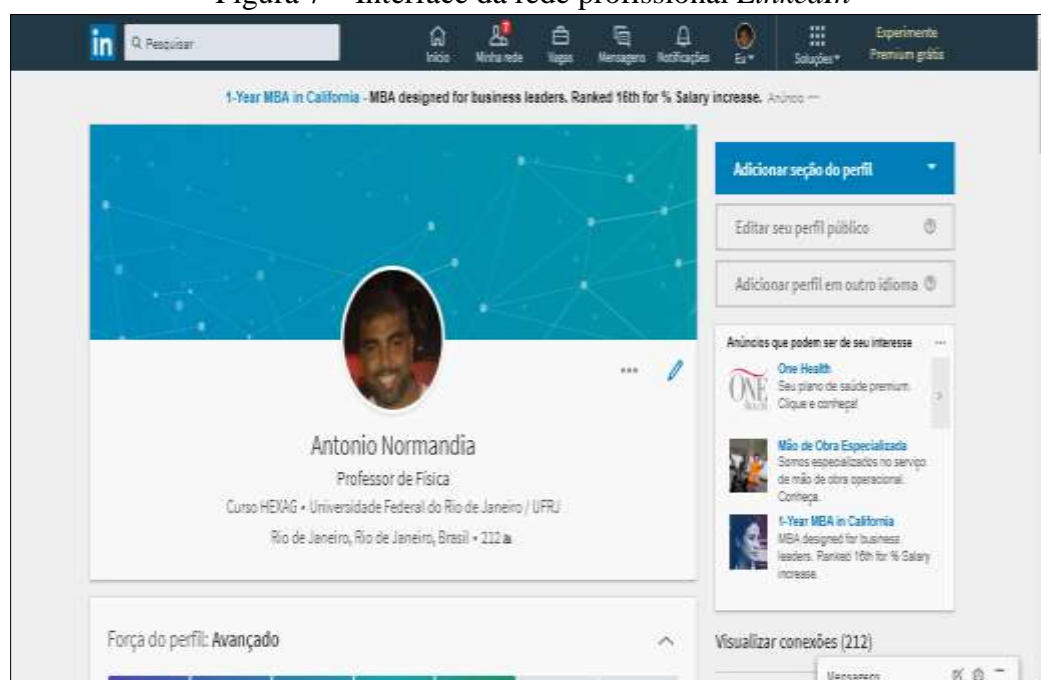 Figura 7 – Interface da rede profissional LinkedIn
in
Pesquisar
Início
7
Minha rede
Vagas
Mensagens
Notificações
Eu
Soluções
Experimente
Premium grátis
1-Year MBA in California - MBA designed for business leaders. Ranked 16th for % Salary increase. Anúncio
Adicionar seção do perfil
Editar seu perfil público
Adicionar perfil em outro idioma
Antonio Normandia
Professor de Física
Curso HEXAG • Universidade Federal do Rio de Janeiro / UFRJ
Rio de Janeiro, Rio de Janeiro, Brasil • 212
Anúncios que podem ser de seu interesse
ONE
One Health
Seu plano de saúde premium.
Clique e conheça!
Mão de Obra Especializada
Somos especializados no serviço
de mão de obra operacional.
Conheça.
1-Year MBA in California
MBA designed for business
leaders. Ranked 16th for % Salary
increase.
Força do perfil: Avançado
Visualizar conexões (212)
Mensagens